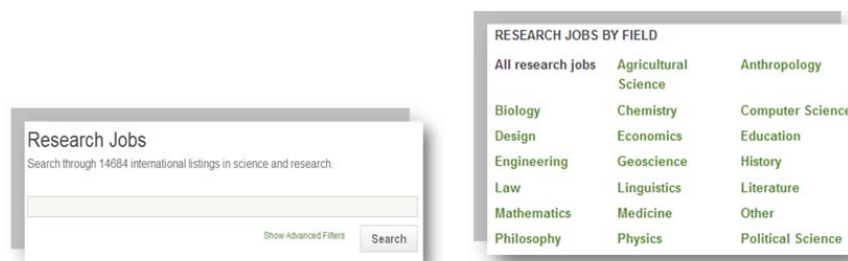 Research Jobs
Search through 14684 international listings in science and research.
Show Advanced Filters Search
RESEARCH JOBS BY FIELD
All research jobs Agricultural Science Anthropology
Biology Chemistry Computer Science
Design Economics Education
Engineering Geoscience History
Law Linguistics Literature
Mathematics Medicine Other
Philosophy Physics Political Science